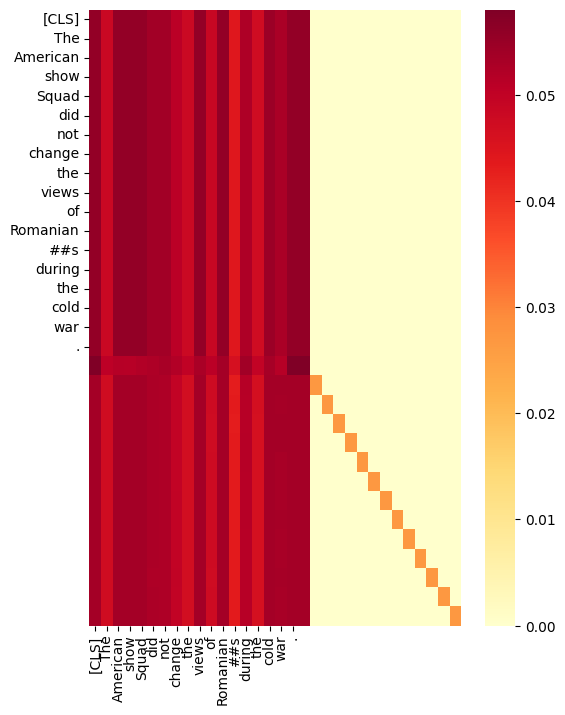 [CLS]
The
American
show
Squad
did
not
change
the
views
of
Romanian
##s
during
the
cold
war
.
0.05
0.04
0.03
0.02
0.01
0.00
[CLS]
The
American
show
Squad
did
not
change
the
views
of
Romanian
##s
during
the
cold
war
.